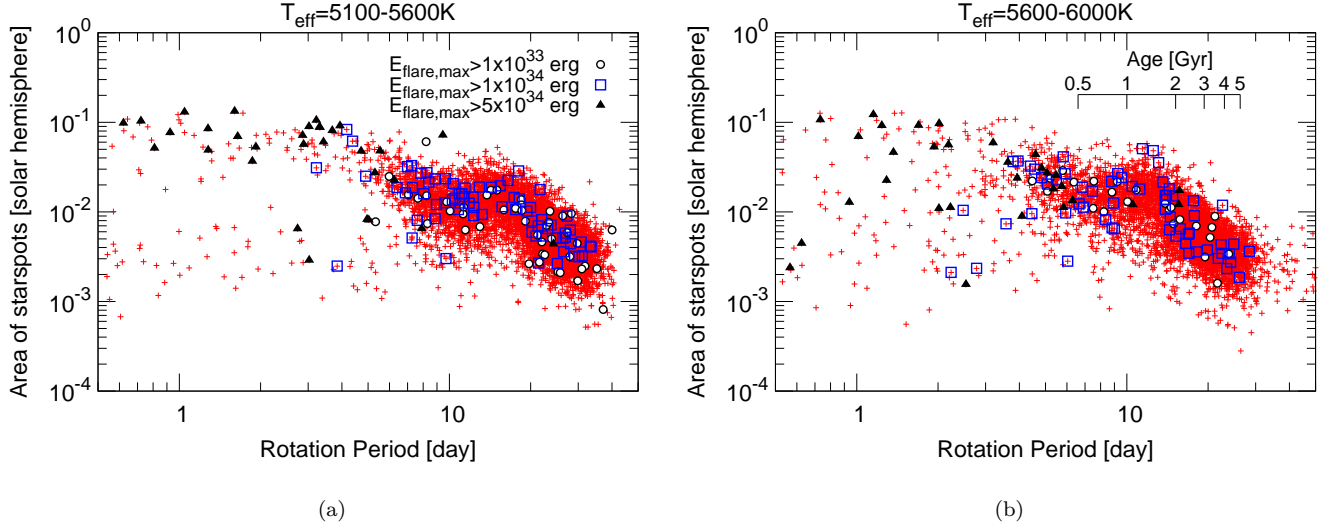 T_eff=5100-5600K
10^0
10^-1
10^-2
10^-3
10^-4
Area of starspots [solar hemisphere]
E_flare,max>1x10^33 erg
E_flare,max>1x10^34 erg
E_flare,max>5x10^34 erg
1 10
Rotation Period [day]
(a)
T_eff=5600-6000K
10^0
10^-1
10^-2
10^-3
10^-4
Area of starspots [solar hemisphere]
Age [Gyr]
0.5 1 2 3 4 5
1 10
Rotation Period [day]
(b)